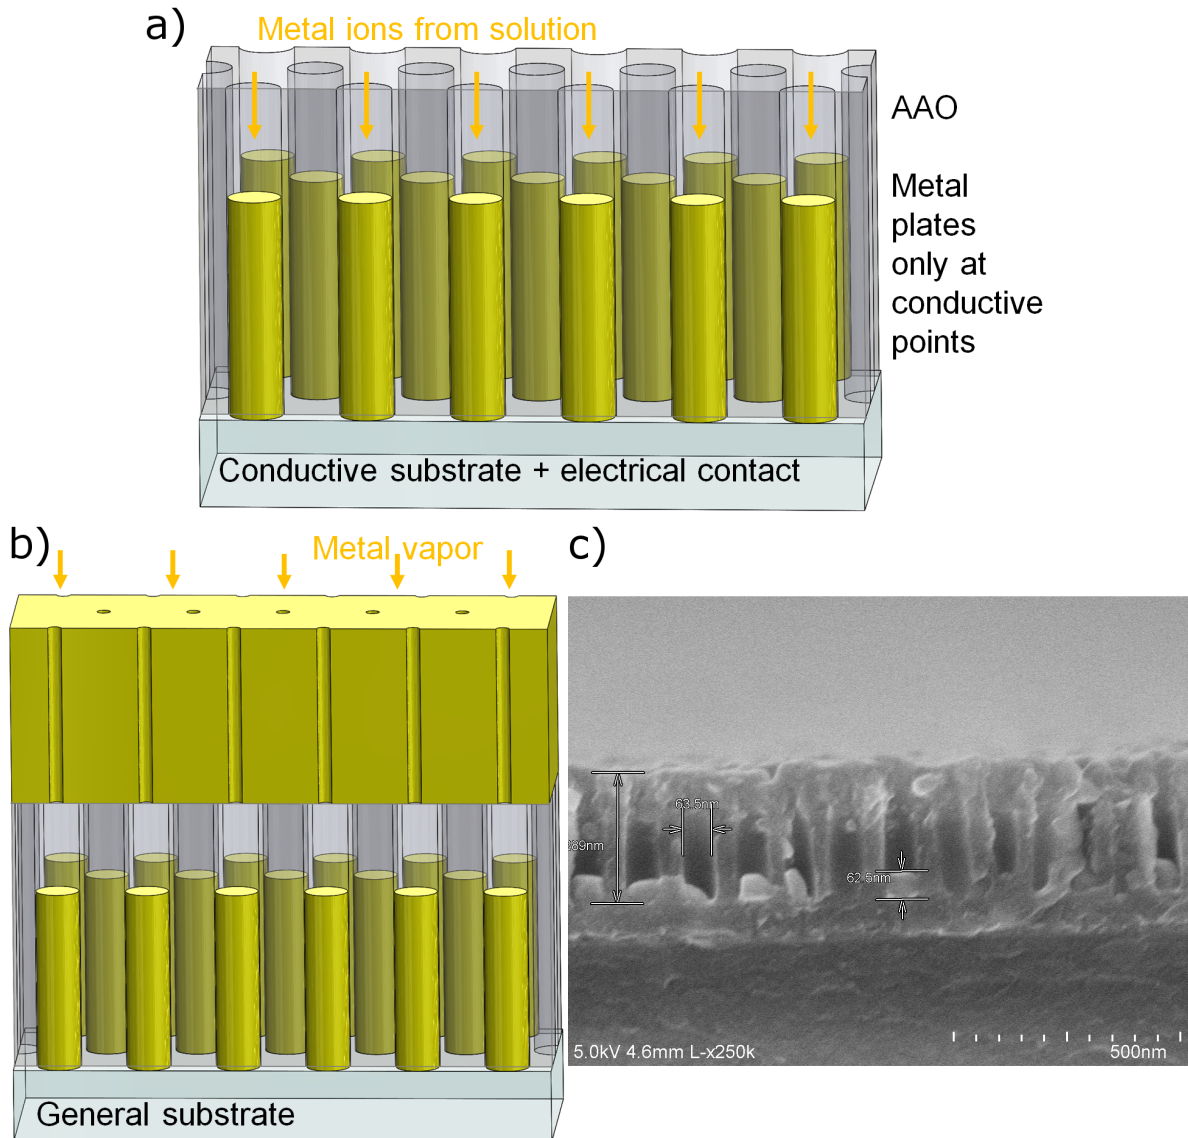 a)
Metal ions from solution
AAO
Metal
plates
only at
conductive
points
Conductive substrate + electrical contact
b)
Metal vapor
General substrate
c)
63.5nm
89nm
62.5nm
5.0kV 4.6mm L-x250k
500nm